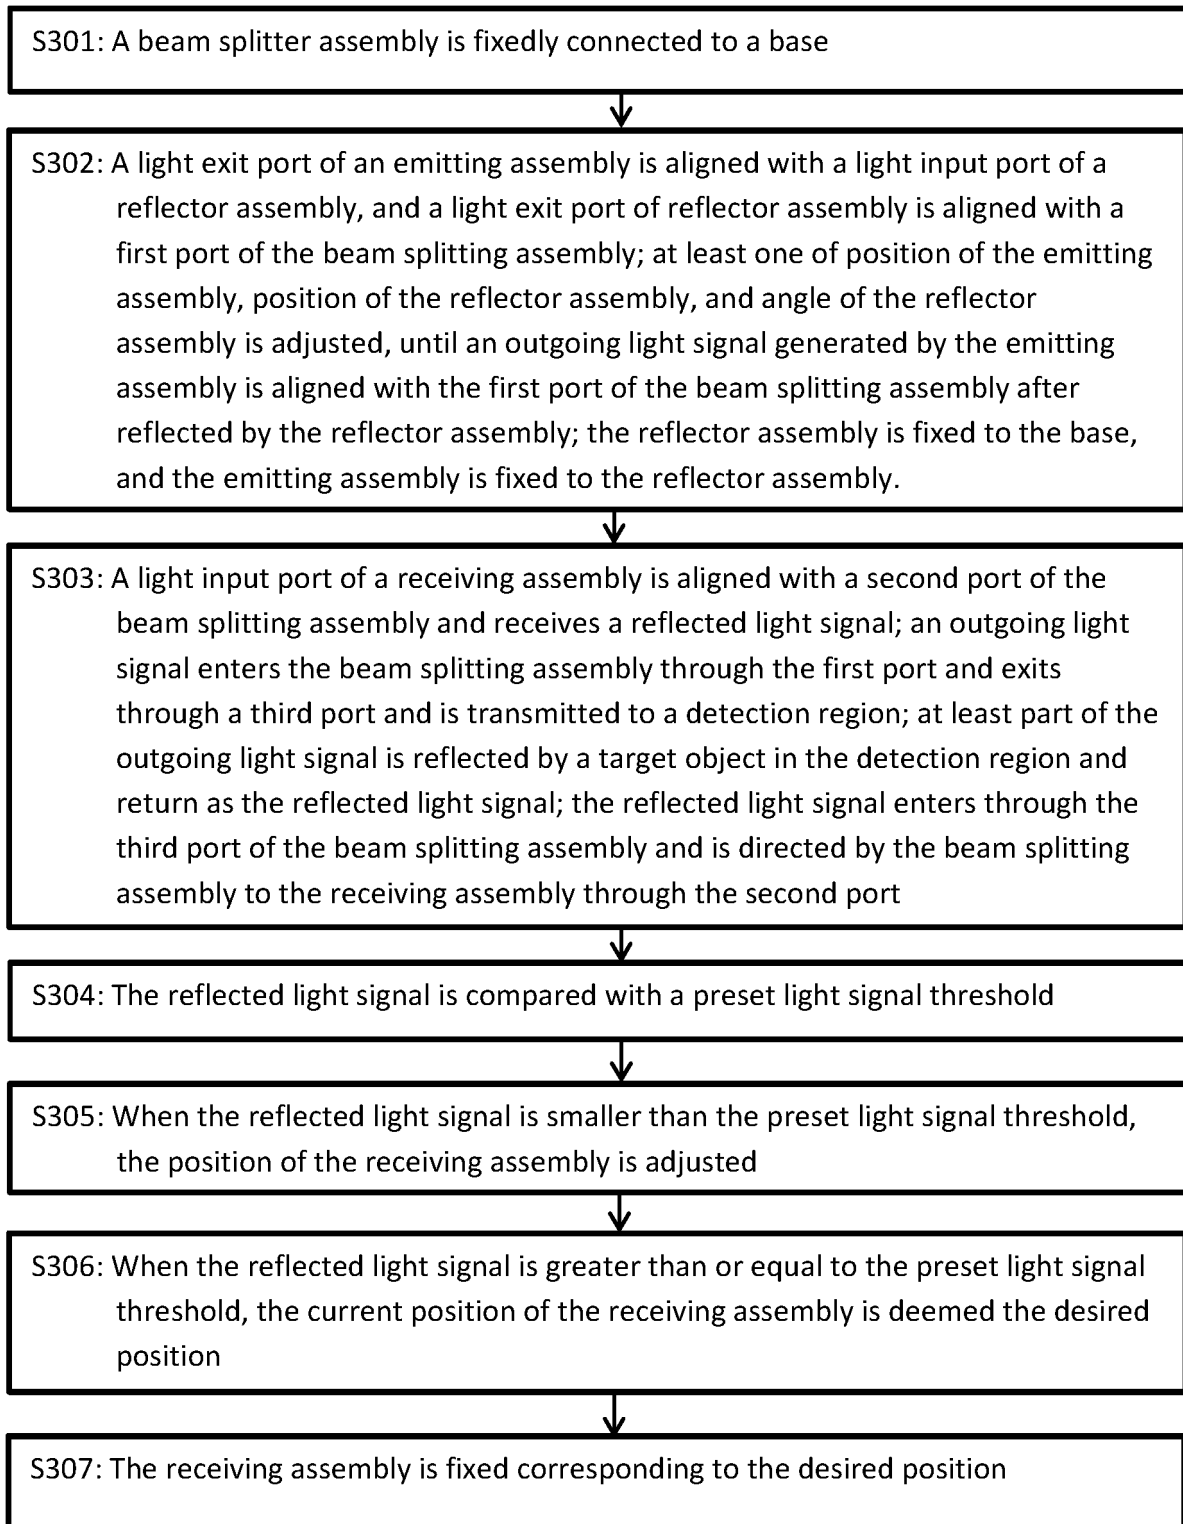 S301: A beam splitter assembly is fixedly connected to a base
S302: A light exit port of an emitting assembly is aligned with a light input port of a
reflector assembly, and a light exit port of reflector assembly is aligned with a
first port of the beam splitting assembly; at least one of position of the emitting
assembly, position of the reflector assembly, and angle of the reflector
assembly is adjusted, until an outgoing light signal generated by the emitting
assembly is aligned with the first port of the beam splitting assembly after
reflected by the reflector assembly; the reflector assembly is fixed to the base,
and the emitting assembly is fixed to the reflector assembly.
S303: A light input port of a receiving assembly is aligned with a second port of the
beam splitting assembly and receives a reflected light signal; an outgoing light
signal enters the beam splitting assembly through the first port and exits
through a third port and is transmitted to a detection region; at least part of the
outgoing light signal is reflected by a target object in the detection region and
return as the reflected light signal; the reflected light signal enters through the
third port of the beam splitting assembly and is directed by the beam splitting
assembly to the receiving assembly through the second port
S304: The reflected light signal is compared with a preset light signal threshold
S305: When the reflected light signal is smaller than the preset light signal threshold,
the position of the receiving assembly is adjusted
S306: When the reflected light signal is greater than or equal to the preset light signal
threshold, the current position of the receiving assembly is deemed the desired
position
S307: The receiving assembly is fixed corresponding to the desired position